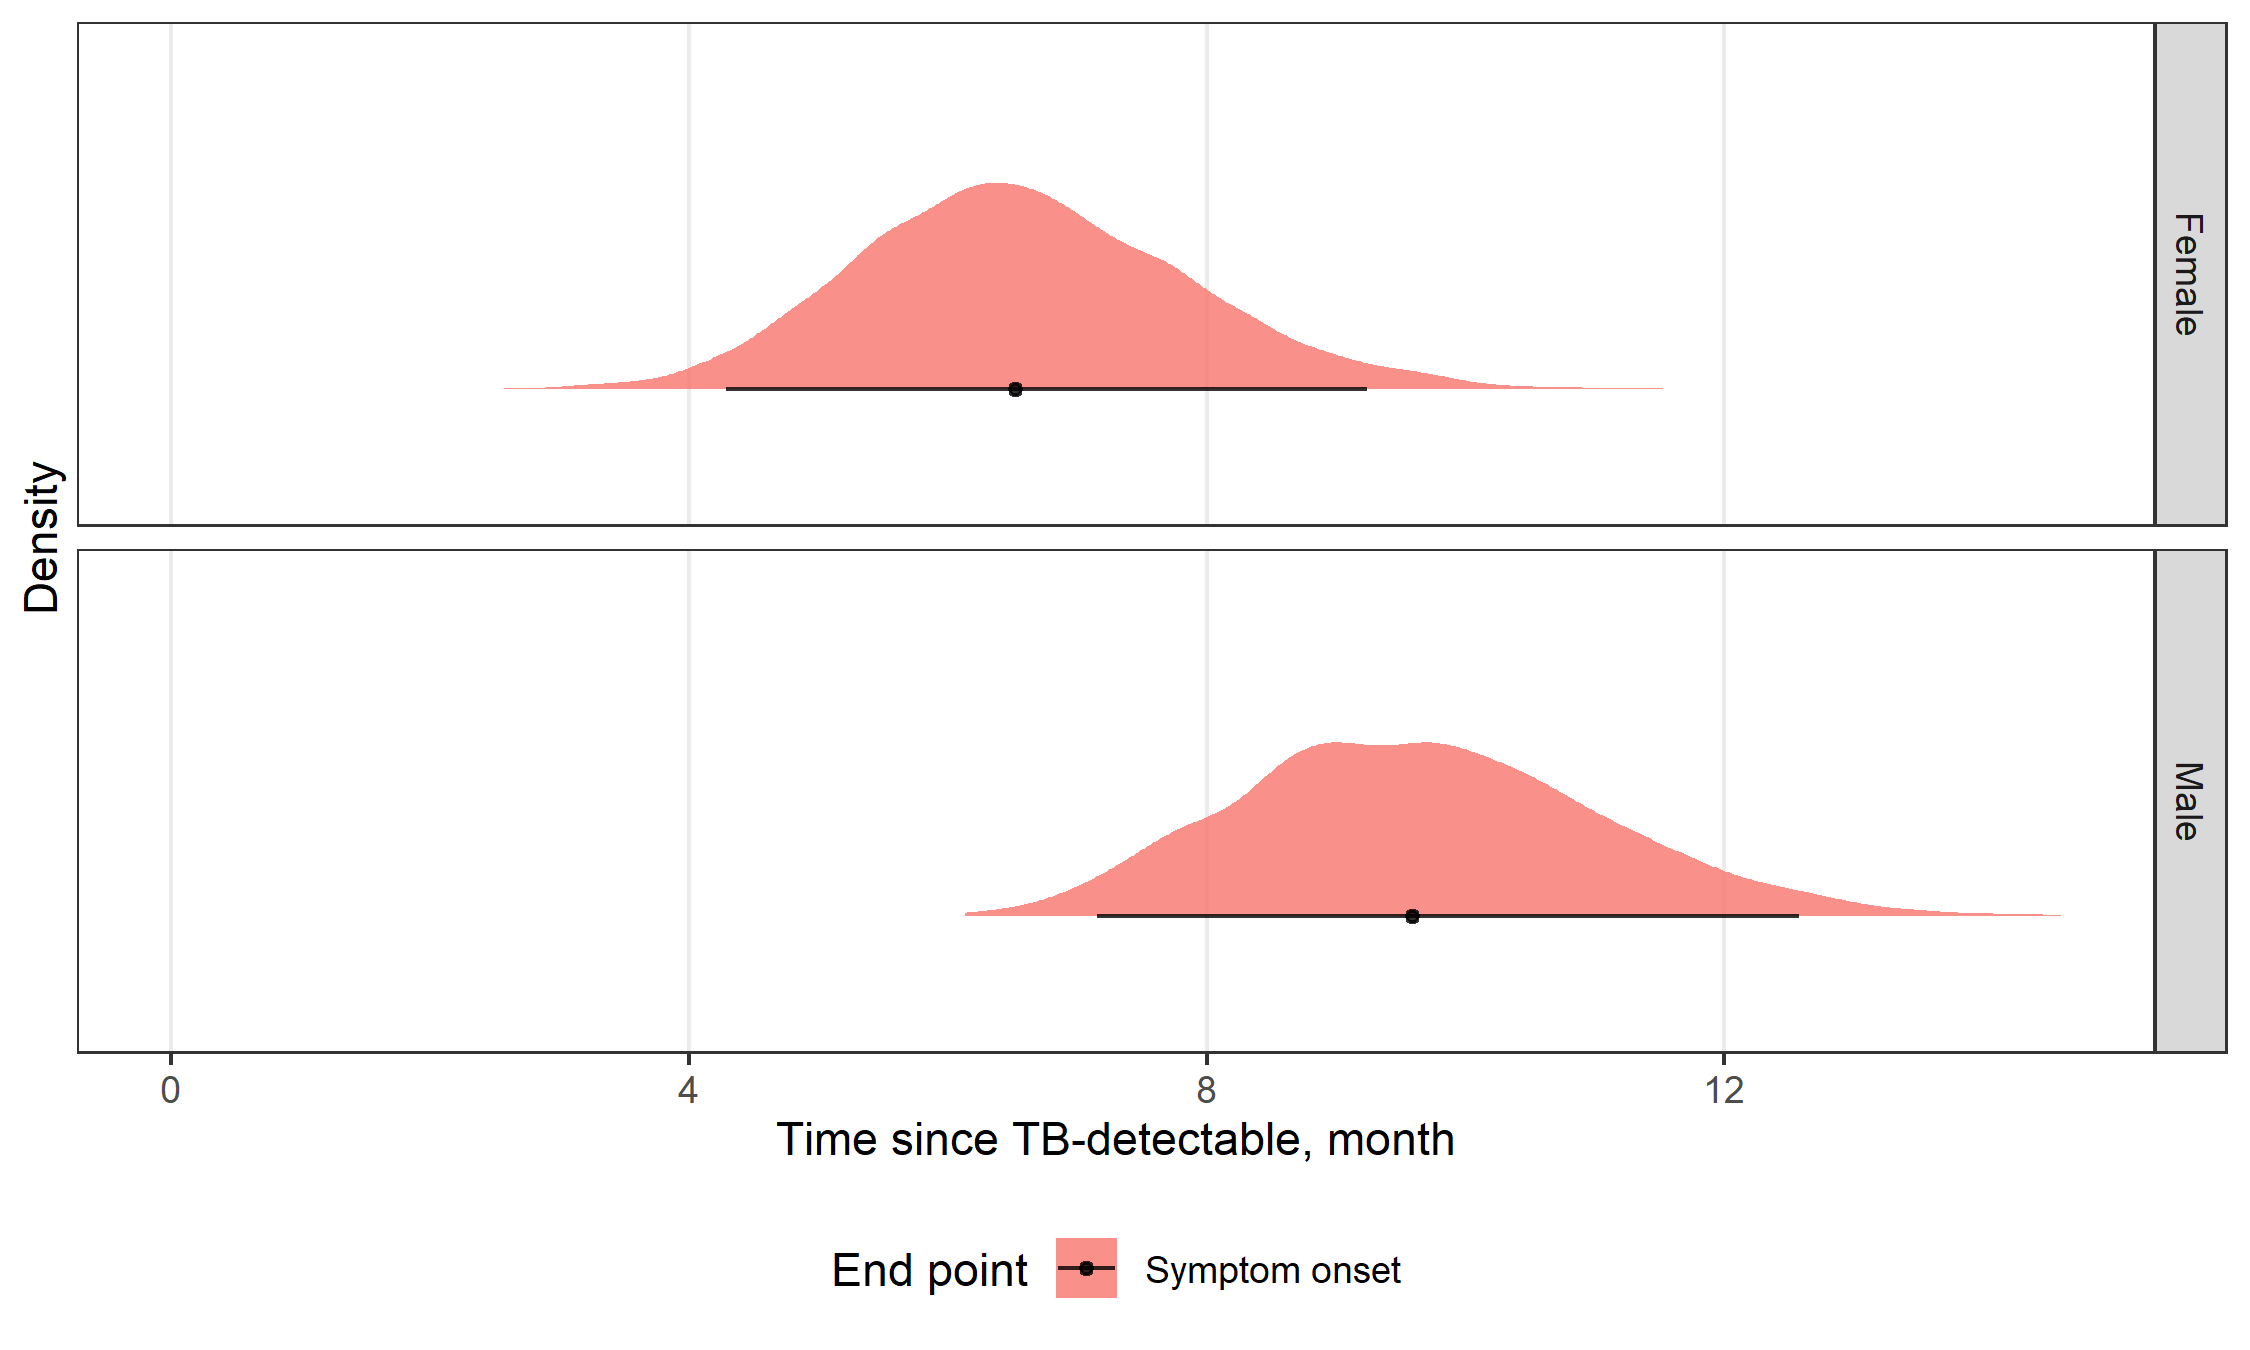 Density
Female
Male
0 4 8 12
Time since TB-detectable, month
End point Symptom onset